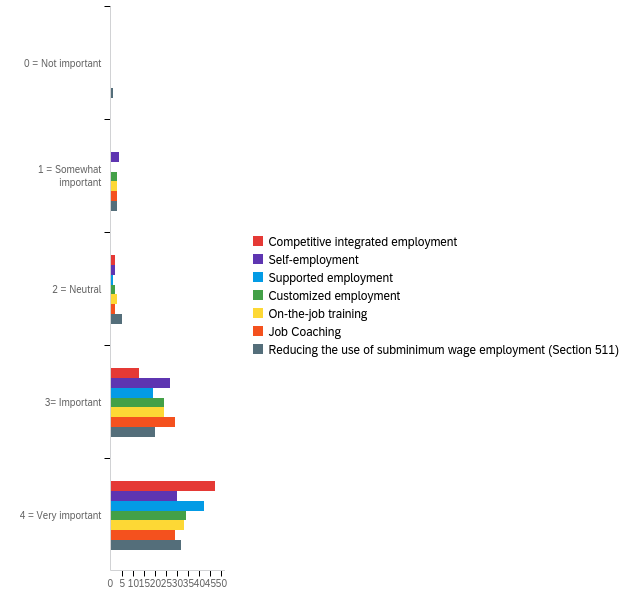 0 = Not important
1 = Somewhat
important
2 = Neutral
3= Important
4 = Very important
Competitive integrated employment
Self-employment
Supported employment
Customized employment
On-the-job training
Job Coaching
Reducing the use of subminimum wage employment (Section 511)
0 5 10 15 20 25 30 35 40 45 50